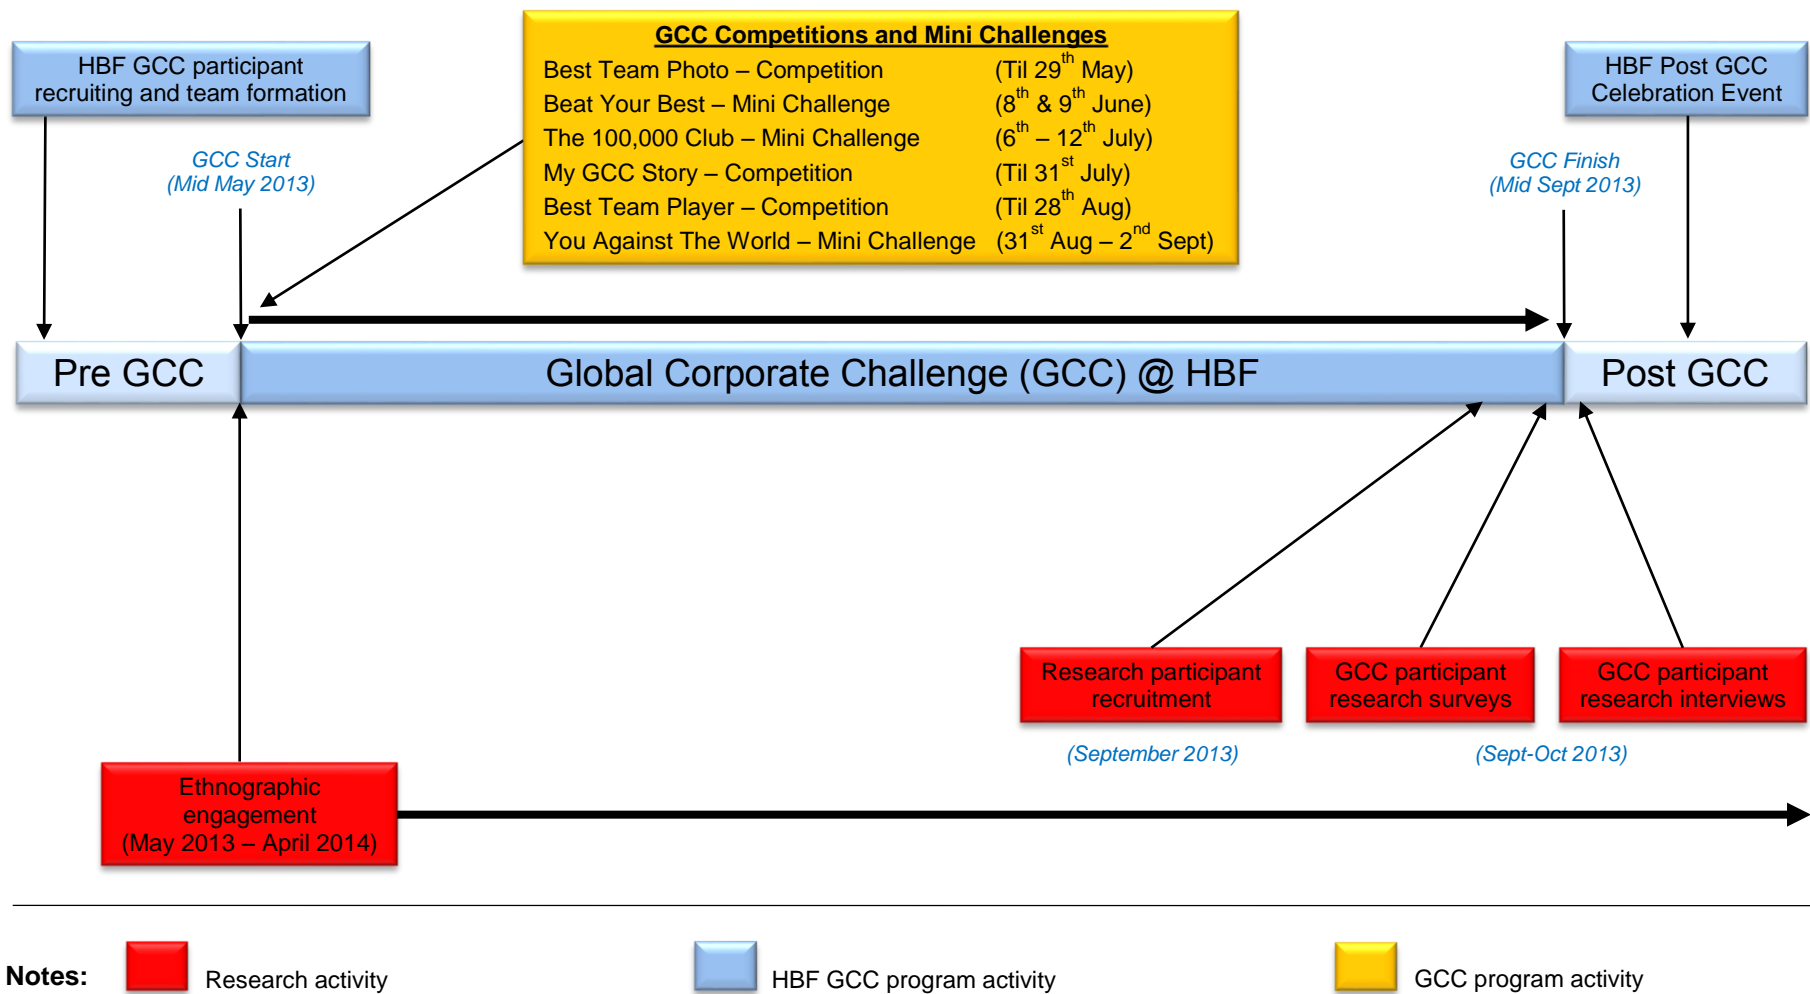 GCC Competitions and Mini Challenges
Best Team Photo – Competition (Til 29th May)
Beat Your Best – Mini Challenge (8th & 9th June)
The 100,000 Club – Mini Challenge (6th – 12th July)
My GCC Story – Competition (Til 31st July)
Best Team Player – Competition (Til 28th Aug)
You Against The World – Mini Challenge (31st Aug – 2nd Sept)
HBF GCC participant
recruiting and team formation
HBF Post GCC
Celebration Event
GCC Start
(Mid May 2013)
GCC Finish
(Mid Sept 2013)
Pre GCC
Global Corporate Challenge (GCC) @ HBF
Post GCC
Research participant
recruitment
GCC participant
research surveys
GCC participant
research interviews
(September 2013)
(Sept-Oct 2013)
Ethnographic
engagement
(May 2013 – April 2014)
Notes:
Research activity
HBF GCC program activity
GCC program activity